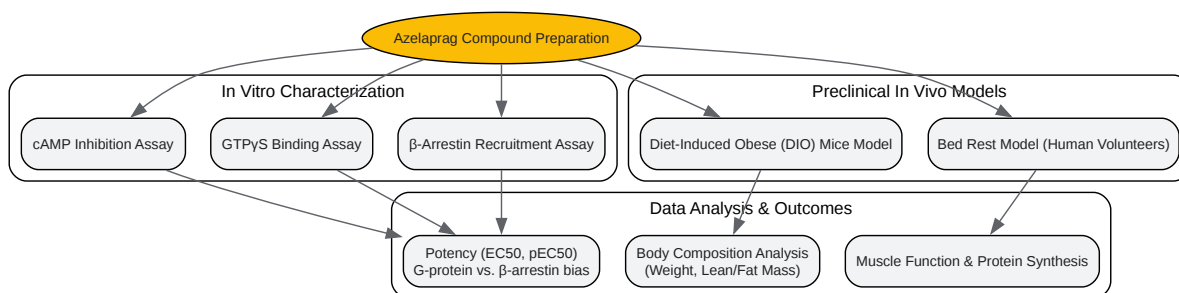 Azelaprag Compound Preparation
In Vitro Characterization
Preclinical In Vivo Models
cAMP Inhibition Assay
GTPγS Binding Assay
β-Arrestin Recruitment Assay
Diet-Induced Obese (DIO) Mice Model
Bed Rest Model (Human Volunteers)
Data Analysis & Outcomes
Potency (EC50, pEC50)
G-protein vs. β-arrestin bias
Body Composition Analysis
(Weight, Lean/Fat Mass)
Muscle Function & Protein Synthesis